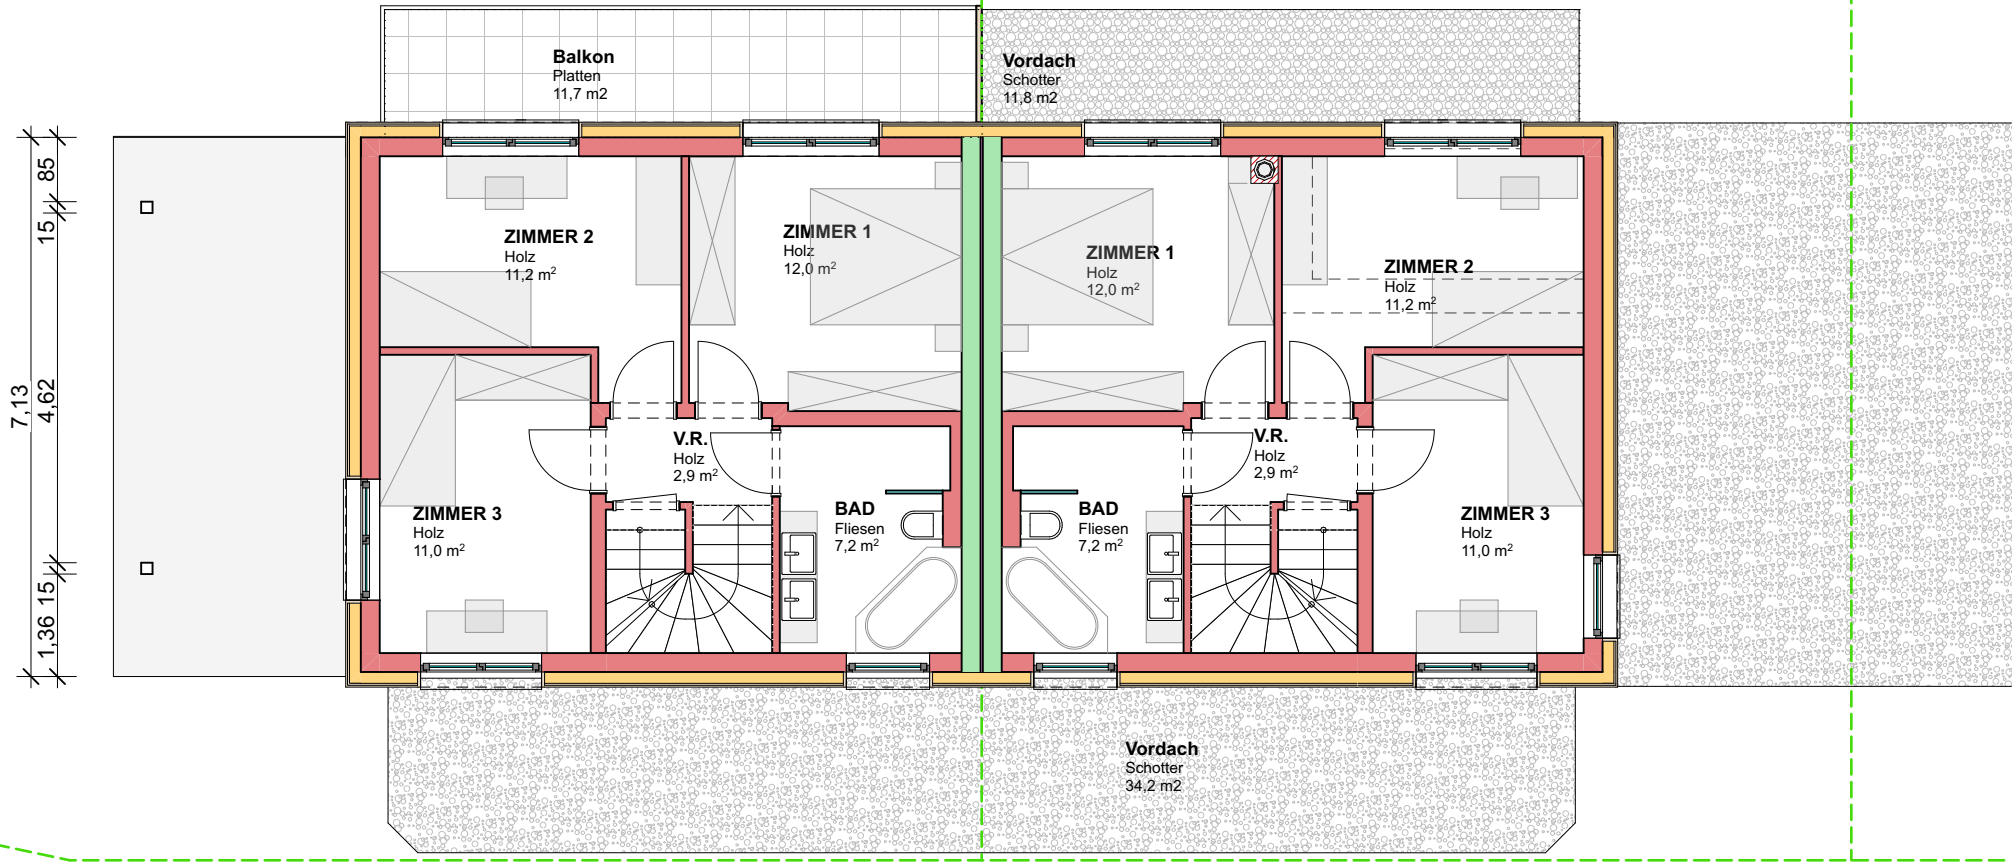 Balkon
Platten
11,7 m2
Vordach
Schotter
11,8 m2
ZIMMER 2
Holz
11,2 m²
ZIMMER 1
Holz
12,0 m²
ZIMMER 1
Holz
12,0 m²
ZIMMER 2
Holz
11,2 m²
V.R.
Holz
2,9 m²
V.R.
Holz
2,9 m²
ZIMMER 3
Holz
11,0 m²
BAD
Fliesen
7,2 m²
BAD
Fliesen
7,2 m²
ZIMMER 3
Holz
11,0 m²
Vordach
Schotter
34,2 m2
7,13
85
15
4,62
15
1,36